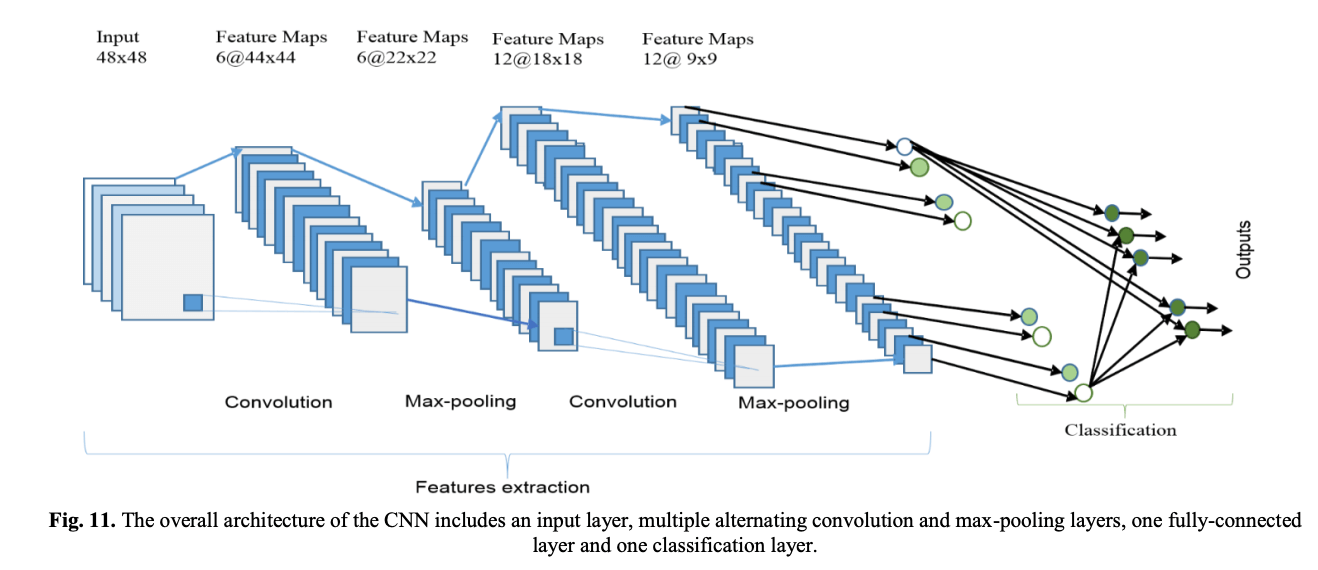 Input
48x48
Feature Maps
6@44x44
Feature Maps
6@22x22
Feature Maps
12@18x18
Feature Maps
12@ 9x9
Outputs
Convolution
Max-pooling
Convolution
Max-pooling
Classification
Features extraction
Fig. 11. The overall architecture of the CNN includes an input layer, multiple alternating convolution and max-pooling layers, one fully-connected
layer and one classification layer.